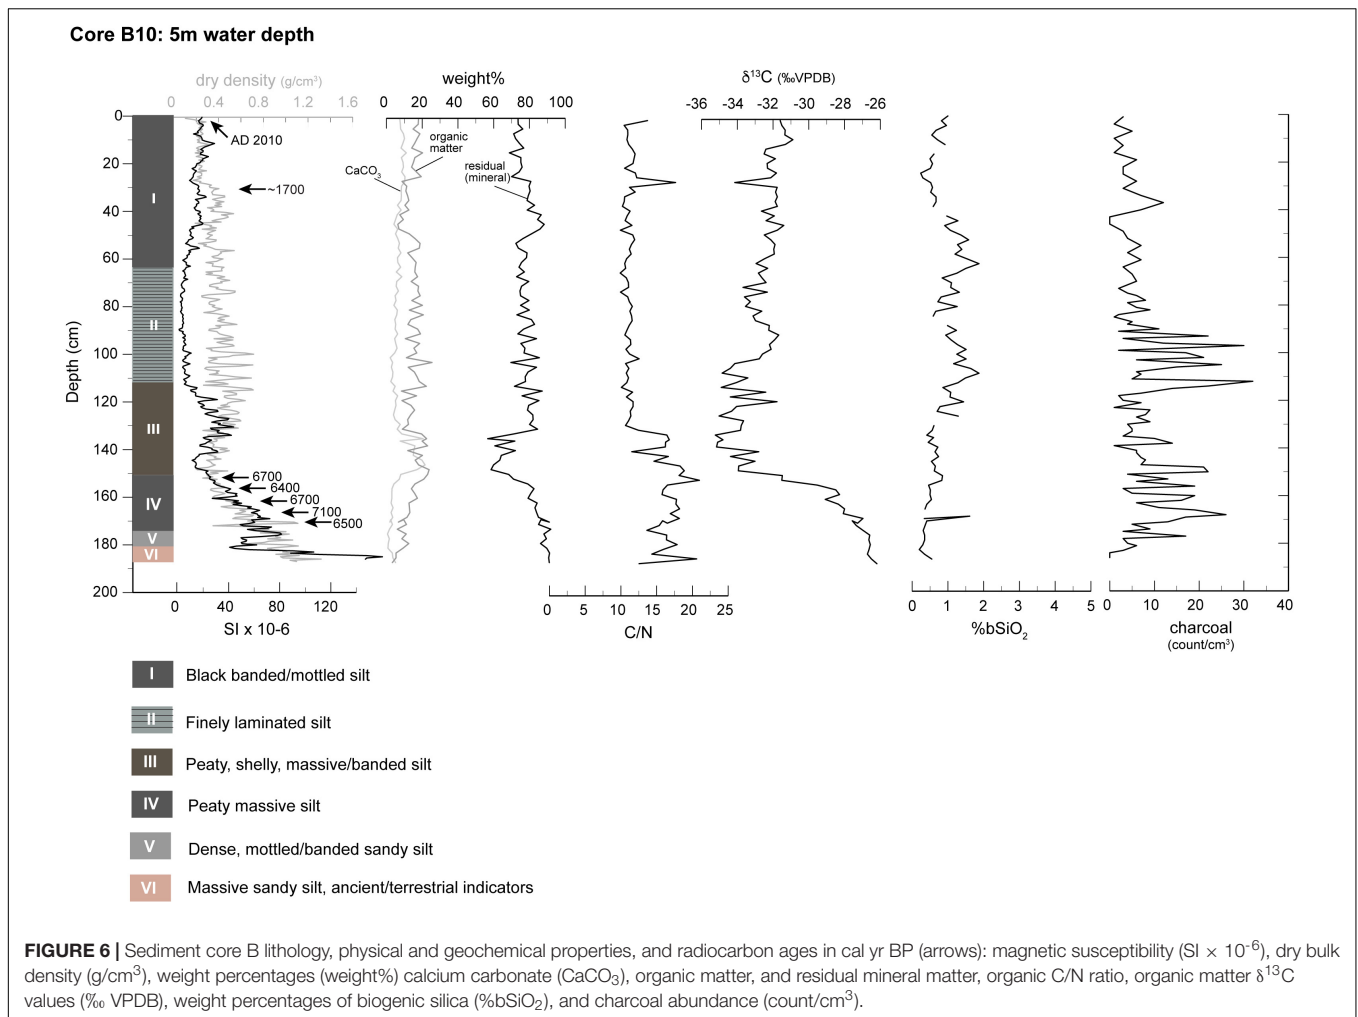 Core B10: 5m water depth
dry density (g/cm³)
weight%
δ¹³C (‰VPDB)
0 0.4 0.8 1.2 1.6
0 20 40 60 80 100
-36 -34 -32 -30 -28 -26
0
20
40
60
80
100
120
140
160
180
200
Depth (cm)
I
II
III
IV
V
VI
AD 2010
~1700
6700
6400
6700
7100
6500
CaCO₃
organic
matter
residual
(mineral)
0 40 80 120
SI x 10-6
0 5 10 15 20 25
C/N
0 1 2 3 4 5
%bSiO₂
0 10 20 30 40
charcoal
(count/cm³)
I Black banded/mottled silt
II Finely laminated silt
III Peaty, shelly, massive/banded silt
IV Peaty massive silt
V Dense, mottled/banded sandy silt
VI Massive sandy silt, ancient/terrestrial indicators
FIGURE 6 | Sediment core B lithology, physical and geochemical properties, and radiocarbon ages in cal yr BP (arrows): magnetic susceptibility (SI × 10⁻⁶), dry bulk
density (g/cm³), weight percentages (weight%) calcium carbonate (CaCO₃), organic matter, and residual mineral matter, organic C/N ratio, organic matter δ¹³C
values (‰ VPDB), weight percentages of biogenic silica (%bSiO₂), and charcoal abundance (count/cm³).